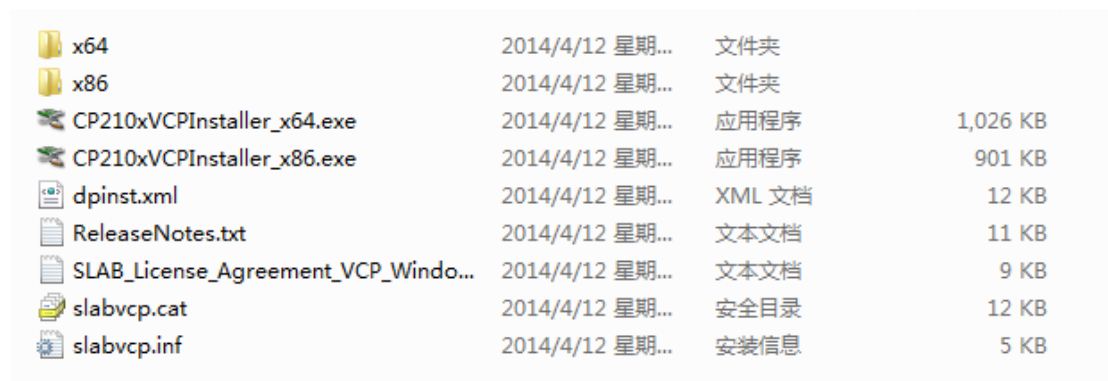 x64 2014/4/12 星期... 文件夹
x86 2014/4/12 星期... 文件夹
CP210xVCPInstaller_x64.exe 2014/4/12 星期... 应用程序 1,026 KB
CP210xVCPInstaller_x86.exe 2014/4/12 星期... 应用程序 901 KB
dpinst.xml 2014/4/12 星期... XML 文档 12 KB
ReleaseNotes.txt 2014/4/12 星期... 文本文档 11 KB
SLAB_License_Agreement_VCP_Windo... 2014/4/12 星期... 文本文档 9 KB
slabvcp.cat 2014/4/12 星期... 安全目录 12 KB
slabvcp.inf 2014/4/12 星期... 安装信息 5 KB